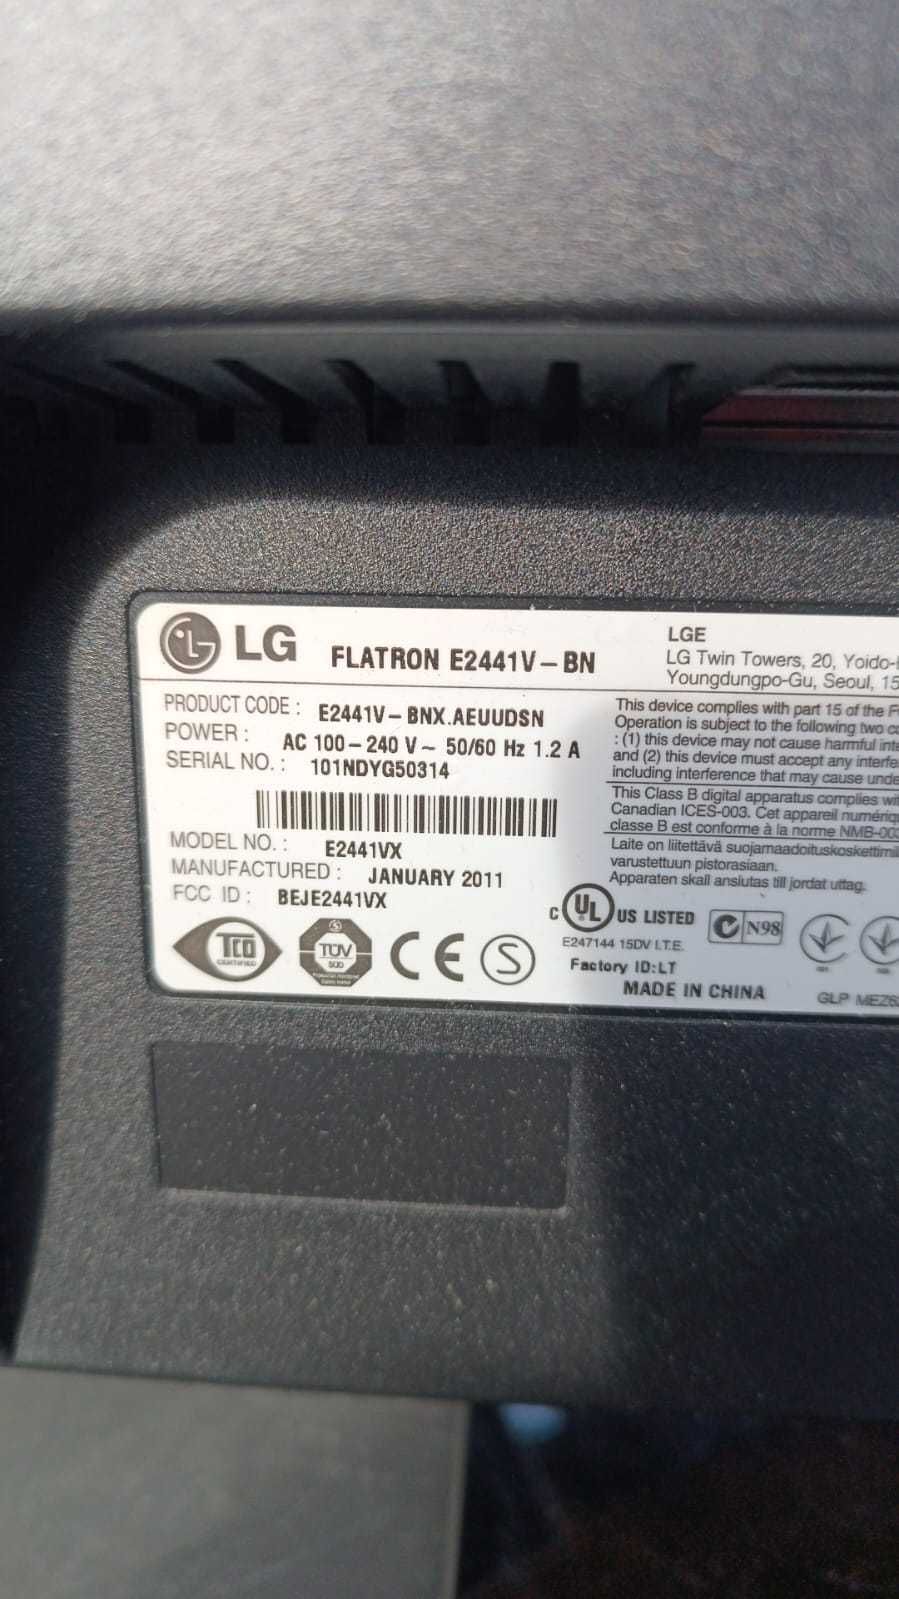 LG FLATRON E2441V-BN
PRODUCT CODE : E2441V-BNX.AEUUDSN
POWER : AC 100-240 V ~ 50/60 Hz 1.2 A
SERIAL NO. : 101NDYG50314
MODEL NO. : E2441VX
MANUFACTURED : JANUARY 2011
FCC ID : BEJE2441VX
TCO
CERTIFIED
TÜV
SÜD
CE
S
LGE
LG Twin Towers, 20,
Youngdungpo-Gu, Seoul,
This device complies with part 15 of the
Operation is subject to the following two
: (1) this device may not cause harmful
and (2) this device must accept any
including interference that may cause
This Class B digital apparatus complies
Canadian ICES-003. Cet appareil
classe B est conforme à la norme
Laite on liitettävä
varustettuun pistorasiaan.
Apparaten skall anslutas till jordat uttag.
C UL US LISTED
N98
E247144 15DV I.T.E.
Factory ID:LT
MADE IN CHINA
GLP